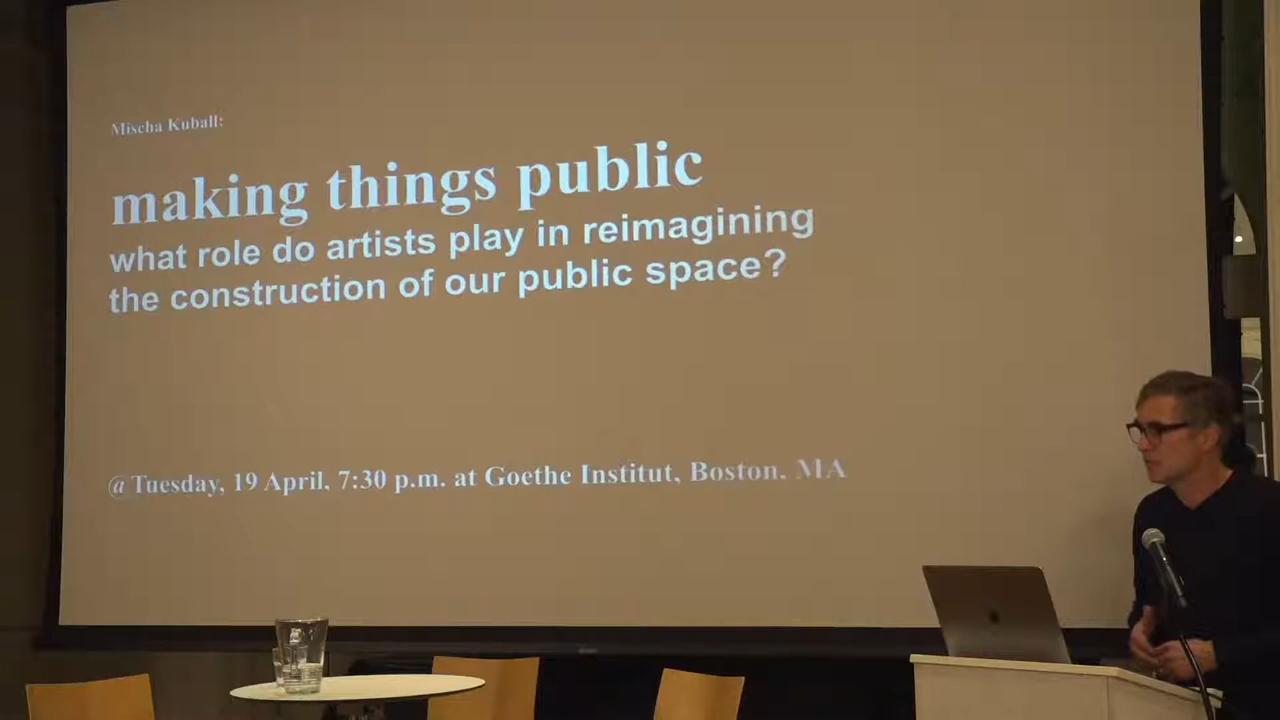 Mischa Kuball:
making things public
what role do artists play in reimagining
the construction of our public space?
@ Tuesday, 19 April, 7:30 p.m. at Goethe Institut, Boston, MA